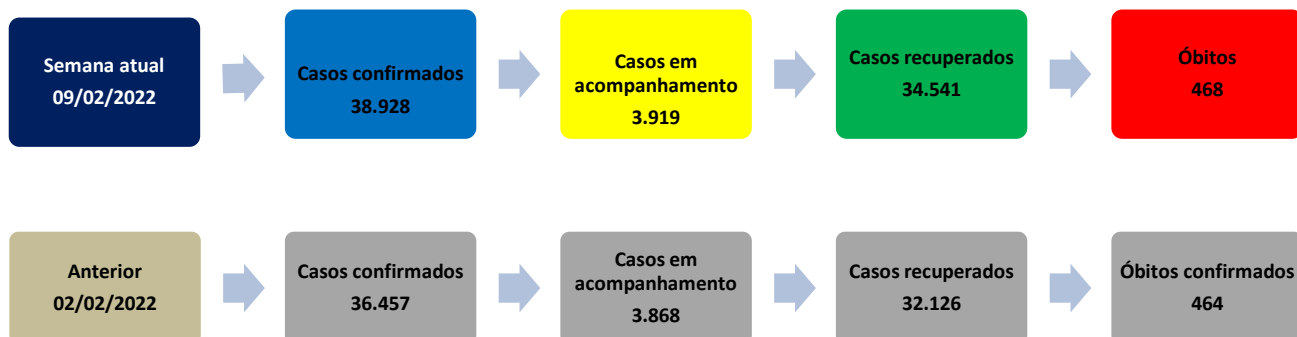 Semana atual
09/02/2022
Casos confirmados
38.928
Casos em
acompanhamento
3.919
Casos recuperados
34.541
Óbitos
468
Anterior
02/02/2022
Casos confirmados
36.457
Casos em
acompanhamento
3.868
Casos recuperados
32.126
Óbitos confirmados
464